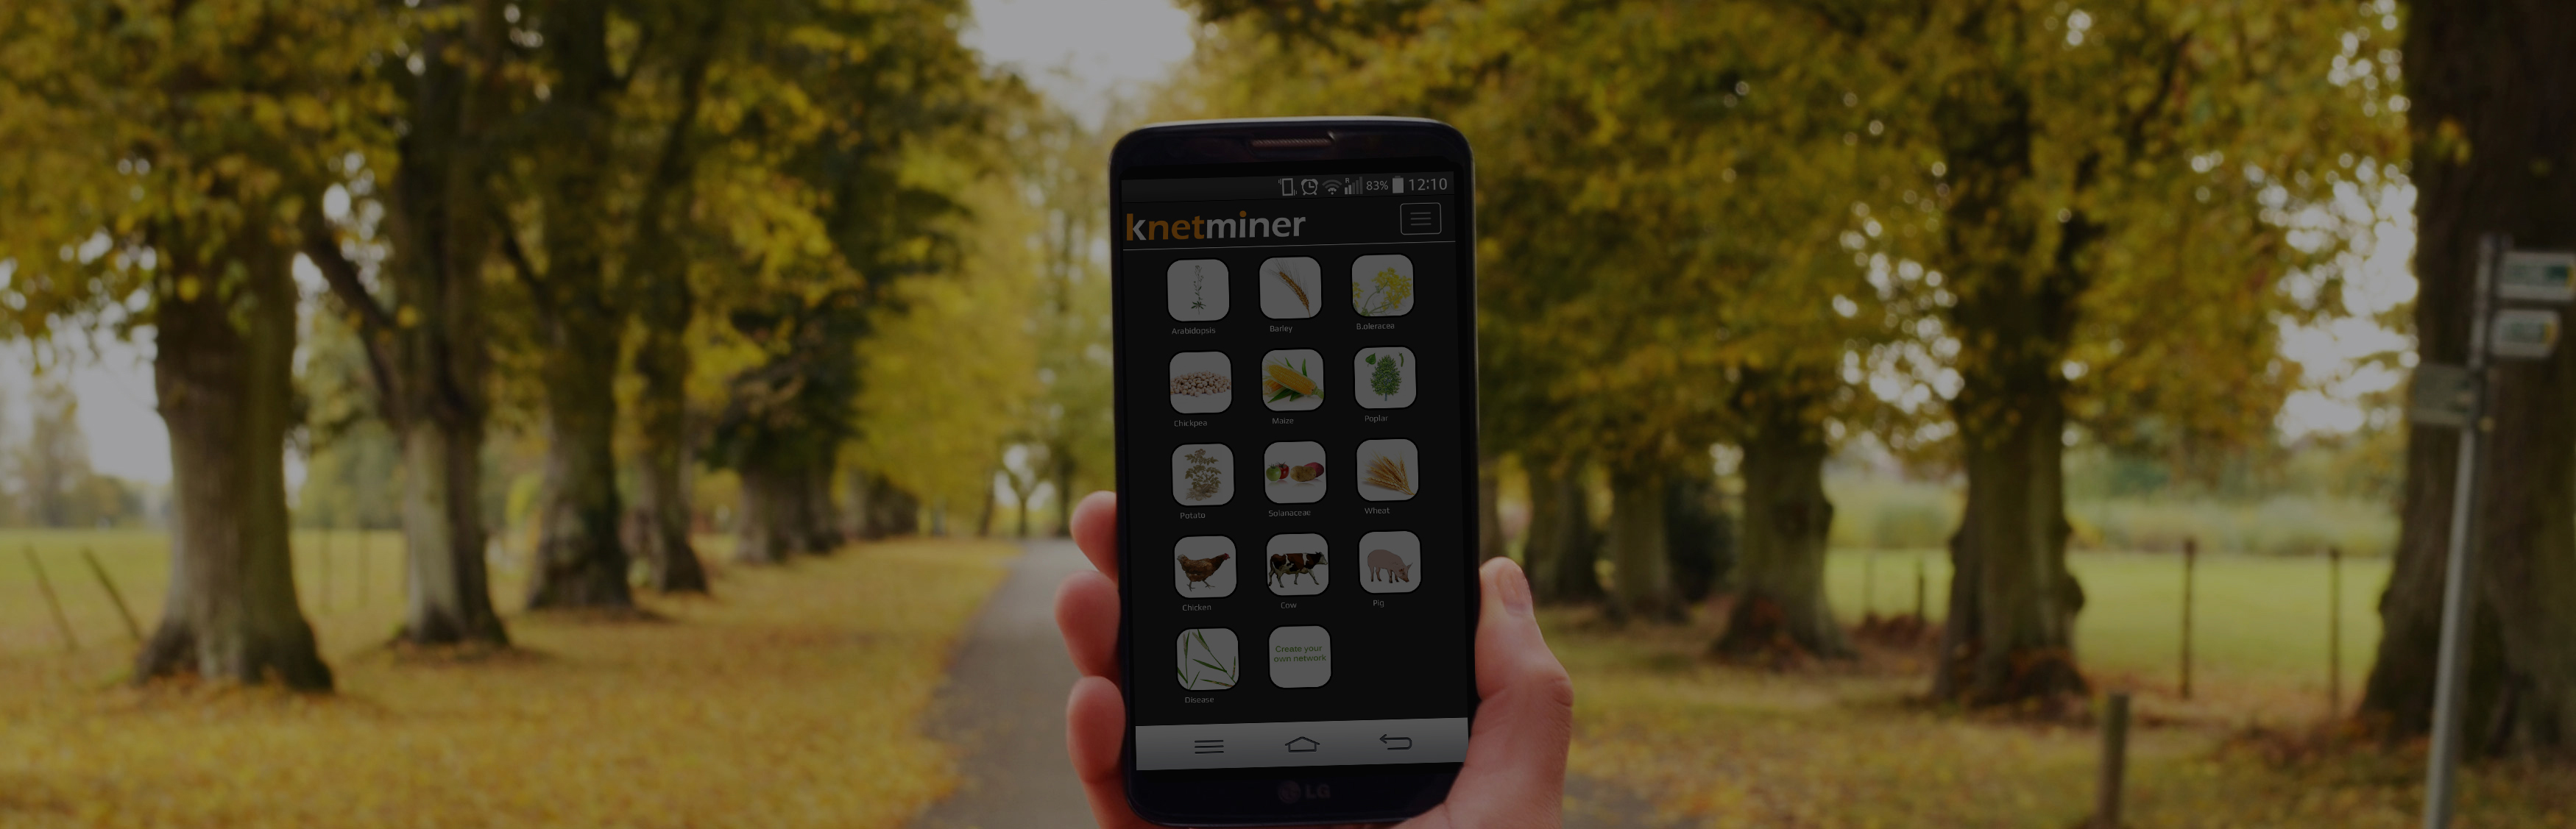 83% 12:10
knetminer
Arabidopsis Barley B.oleracea
Chickpea Maize Poplar
Potato Solanaceae Wheat
Chicken Cow Pig
Create your
own network
Disease
LG